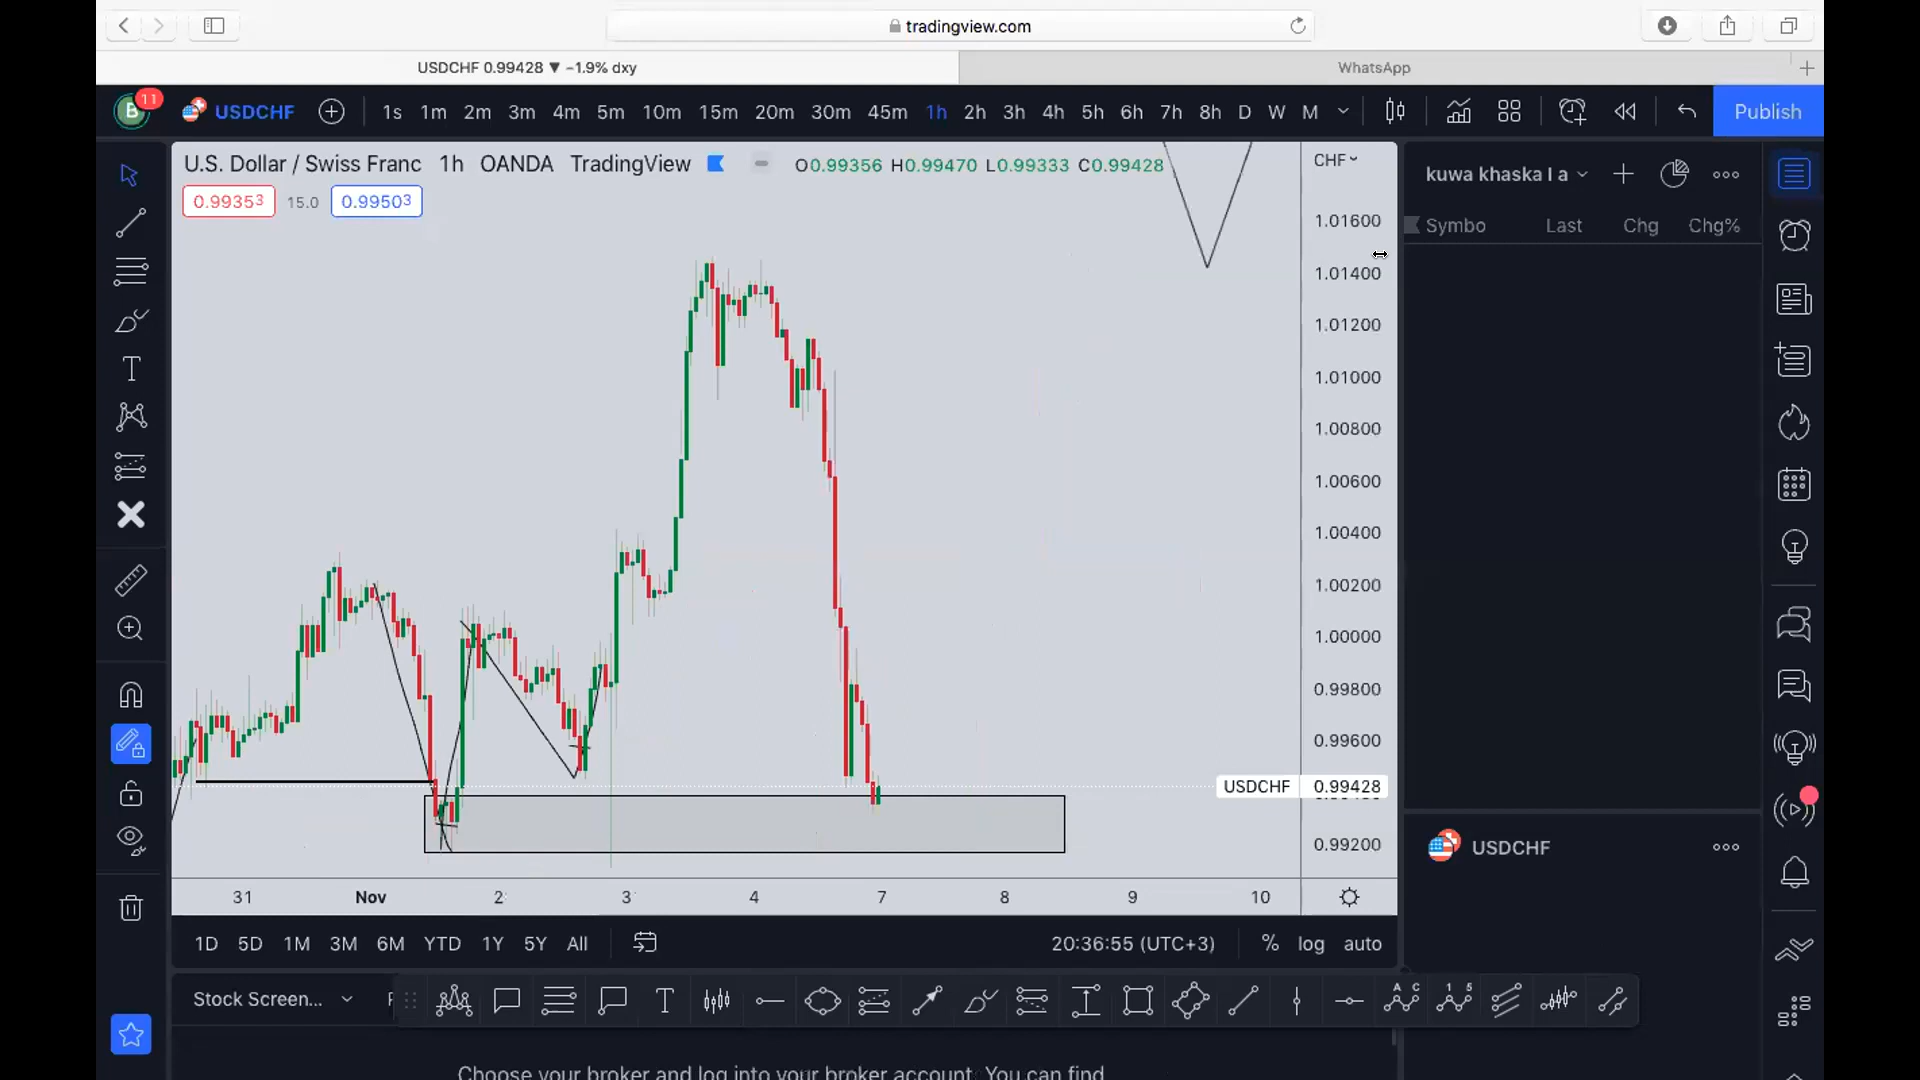 tradingview.com
USDCHF 0.99428 ▼ −1.9% dxy
WhatsApp
B 11 USDCHF 1s 1m 2m 3m 4m 5m 10m 15m 20m 30m 45m 1h 2h 3h 4h 5h 6h 7h 8h D W M Publish
U.S. Dollar / Swiss Franc 1h OANDA TradingView O0.99356 H0.99470 L0.99333 C0.99428
0.99353 15.0 0.99503
CHF
1.01600
1.01400
1.01200
1.01000
1.00800
1.00600
1.00400
1.00200
1.00000
0.99800
0.99600
USDCHF 0.99428
0.99200
31 Nov 2 3 4 7 8 9 10
1D 5D 1M 3M 6M YTD 1Y 5Y All 20:36:55 (UTC+3) % log auto
kuwa khaska l a
Symbo Last Chg Chg%
USDCHF
Stock Screen...
T
A C
1 5
Choose your broker and log into your broker account. You can find